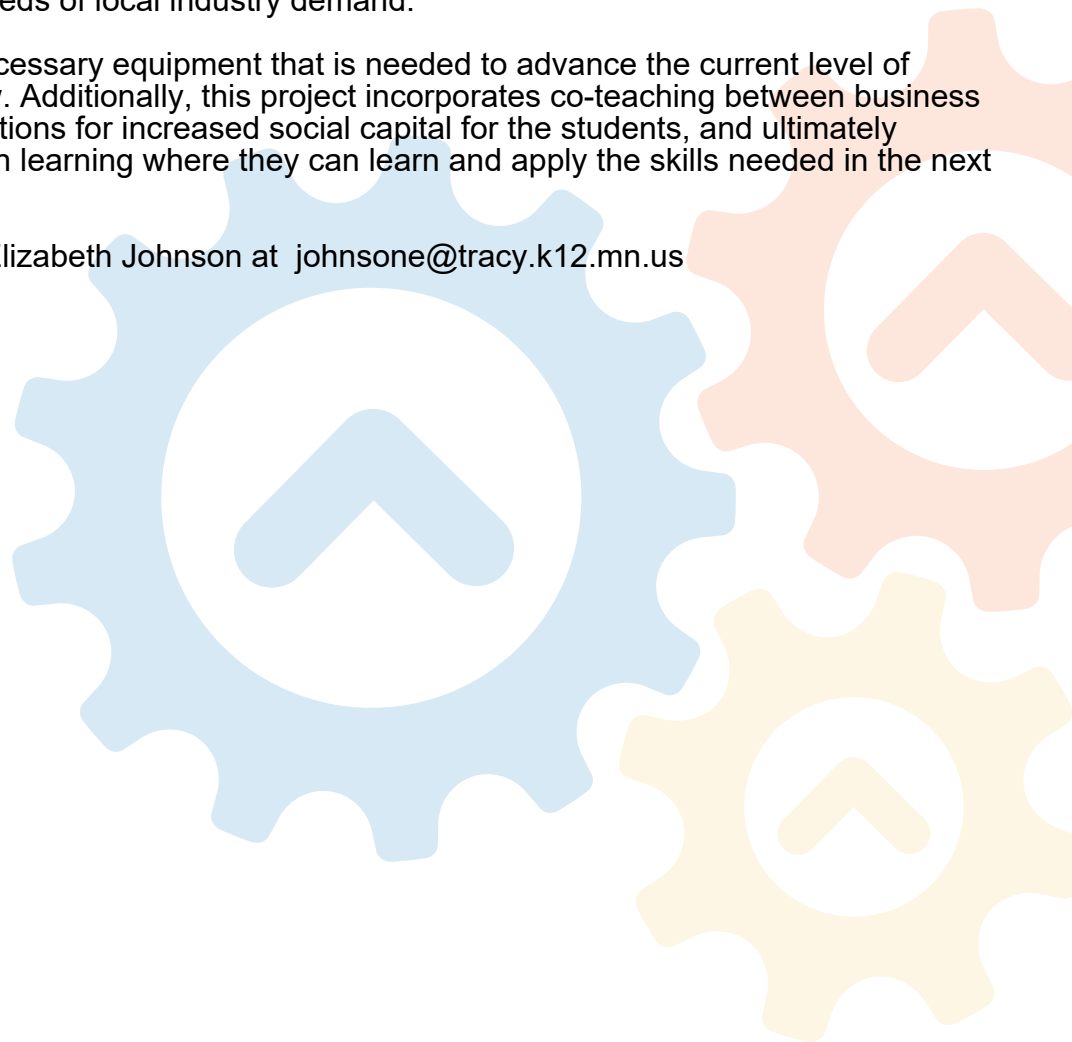 eds of local industry demand.
cessary equipment that is needed to advance the current level of
. Additionally, this project incorporates co-teaching between business
tions for increased social capital for the students, and ultimately
n learning where they can learn and apply the skills needed in the next
lizabeth Johnson at johnsone@tracy.k12.mn.us